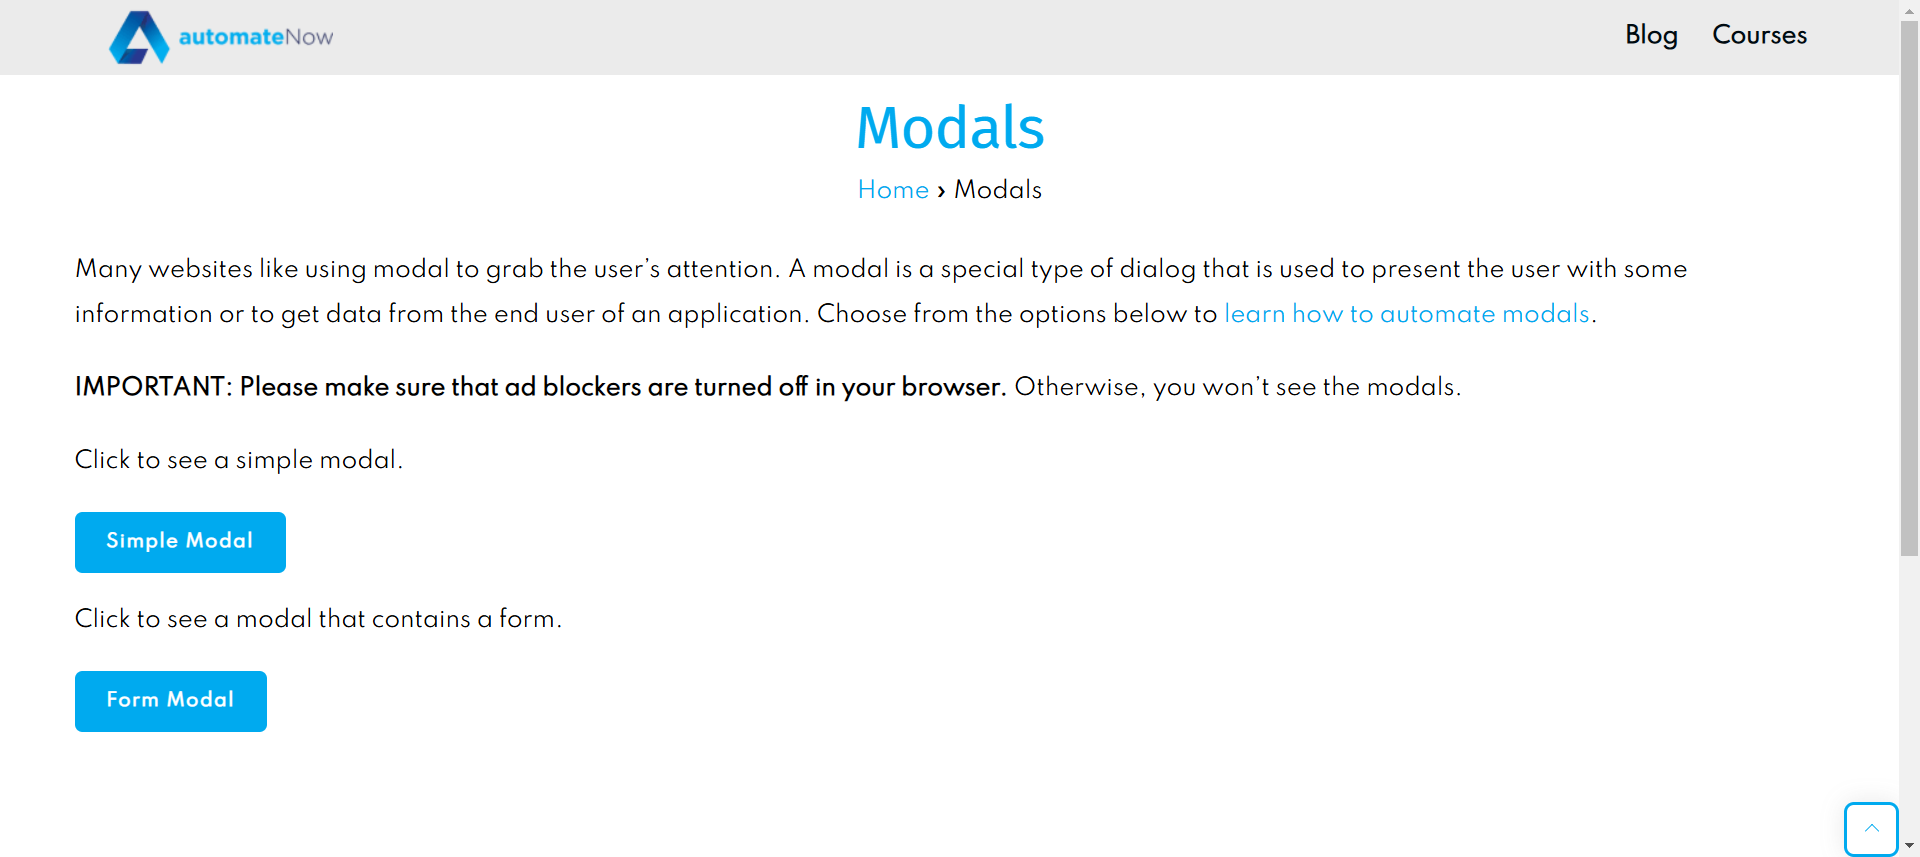 automateNow
Blog
Courses
Modals
Home › Modals
Many websites like using modal to grab the user’s attention. A modal is a special type of dialog that is used to present the user with some
information or to get data from the end user of an application. Choose from the options below to learn how to automate modals.
IMPORTANT: Please make sure that ad blockers are turned off in your browser. Otherwise, you won’t see the modals.
Click to see a simple modal.
Simple Modal
Click to see a modal that contains a form.
Form Modal